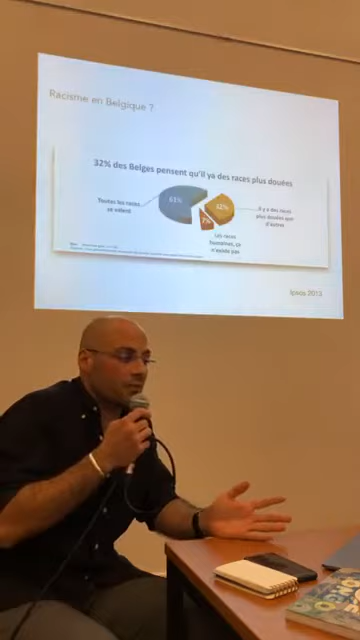 Racisme en Belgique ?
32% des Belges pensent qu'il ya des races plus douées
Toutes les races
se valent
61%
32%
7%
Il y a des races
plus douées que
d'autres
Les races
humaines, ça
n'existe pas
Ipsos 2013